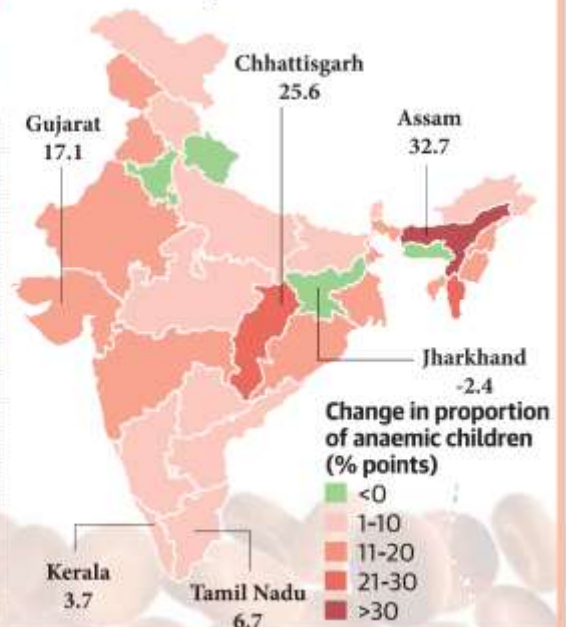 Chhattisgarh
25.6
Gujarat
17.1
Assam
32.7
Jharkhand
-2.4
Kerala
3.7
Tamil Nadu
6.7
Change in proportion
of anaemic children
(% points)
<0
1-10
11-20
21-30
>30